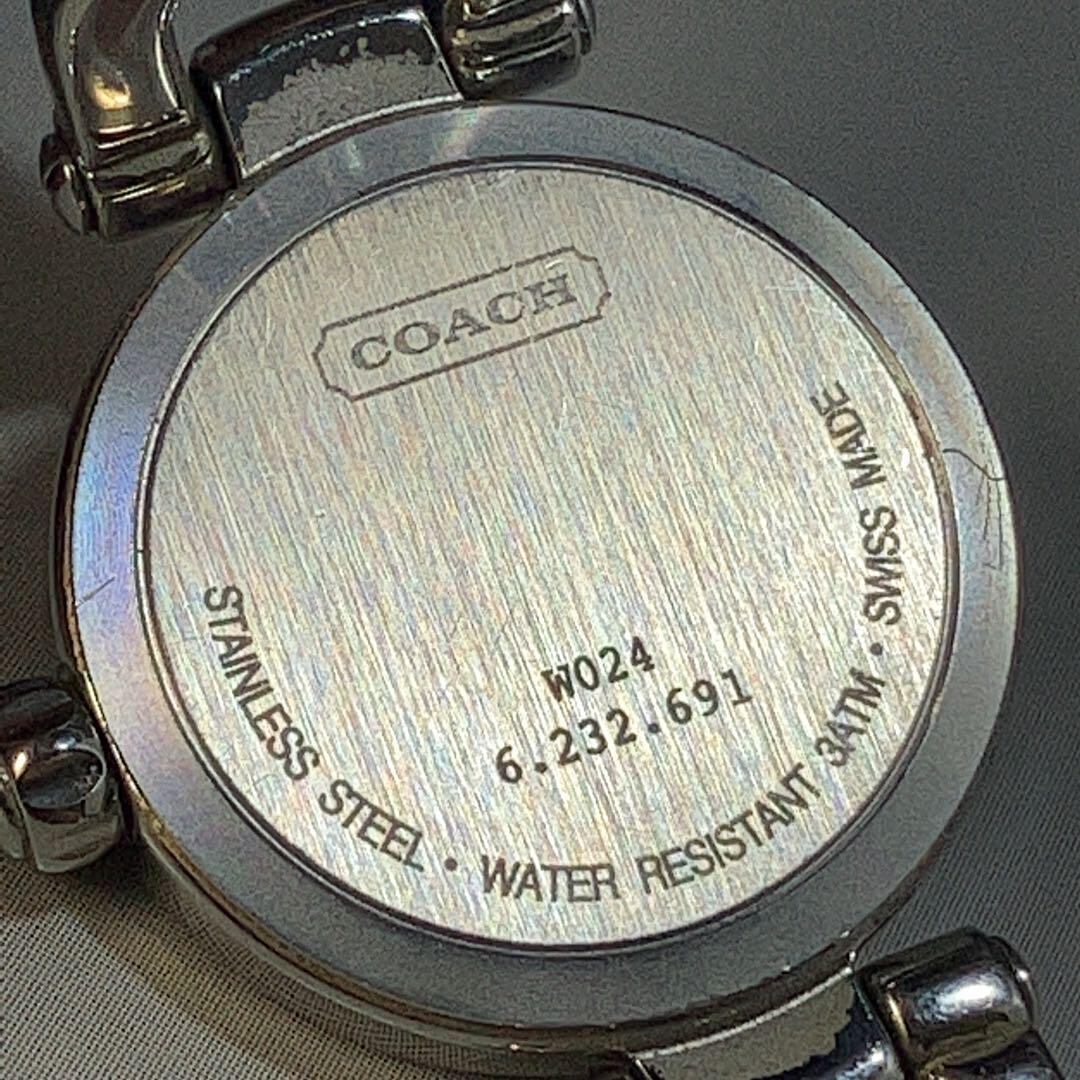 COACH
W024
6.232.691
STAINLESS STEEL • WATER RESISTANT 3ATM • SWISS MADE